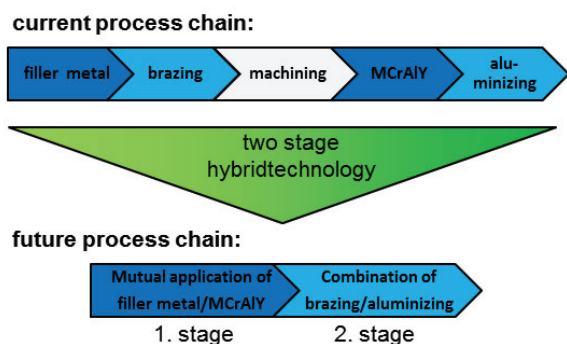 current process chain:
filler metal brazing machining MCrAlY alu-
minizing
two stage
hybridtechnology
future process chain:
Mutual application of
filler metal/MCrAlY
Combination of
brazing/aluminizing
1. stage 2. stage